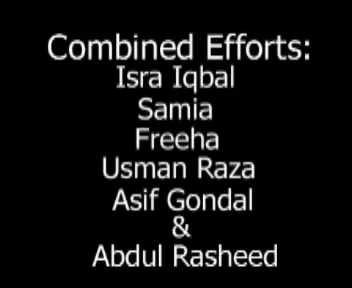 Combined Efforts:
Isra Iqbal
Samia
Freeha
Usman Raza
Asif Gondal
&
Abdul Rasheed